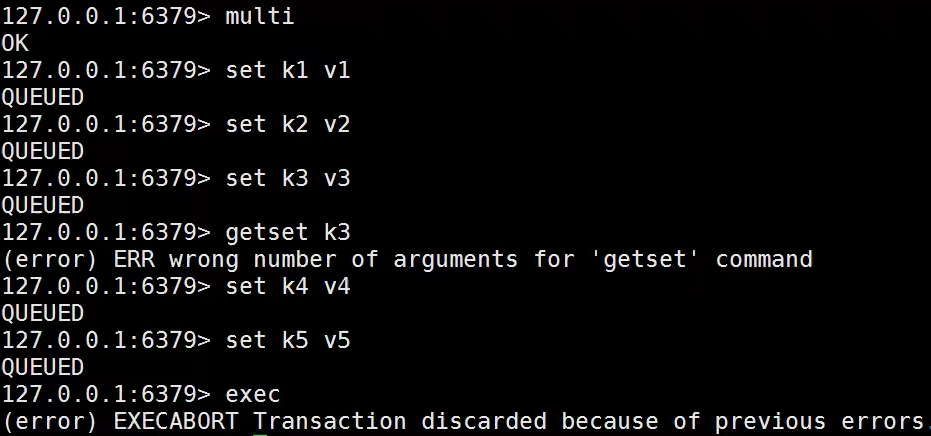 127.0.0.1:6379> multi
OK
127.0.0.1:6379> set k1 v1
QUEUED
127.0.0.1:6379> set k2 v2
QUEUED
127.0.0.1:6379> set k3 v3
QUEUED
127.0.0.1:6379> getset k3
(error) ERR wrong number of arguments for 'getset' command
127.0.0.1:6379> set k4 v4
QUEUED
127.0.0.1:6379> set k5 v5
QUEUED
127.0.0.1:6379> exec
(error) EXECABORT Transaction discarded because of previous errors.